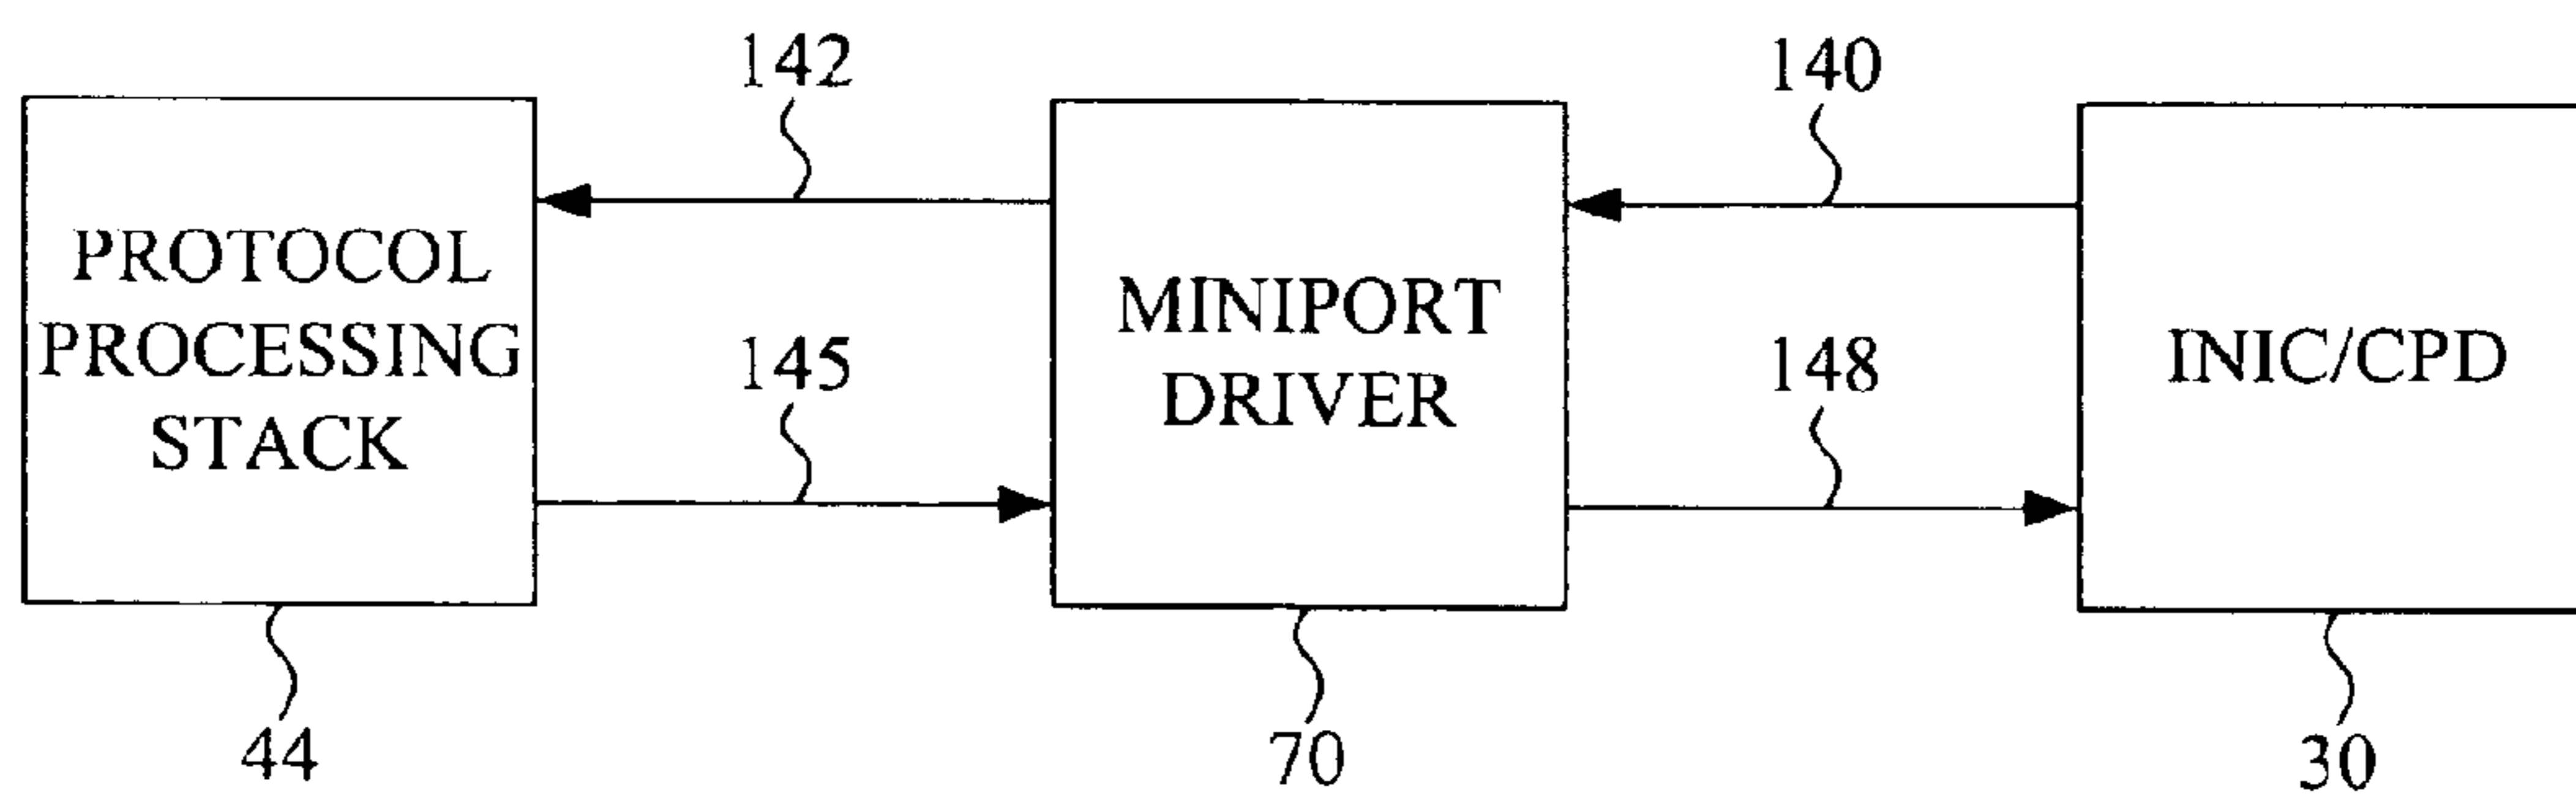 142
140
PROTOCOL
PROCESSING
STACK
145
MINIPORT
DRIVER
148
INIC/CPD
44
70
30